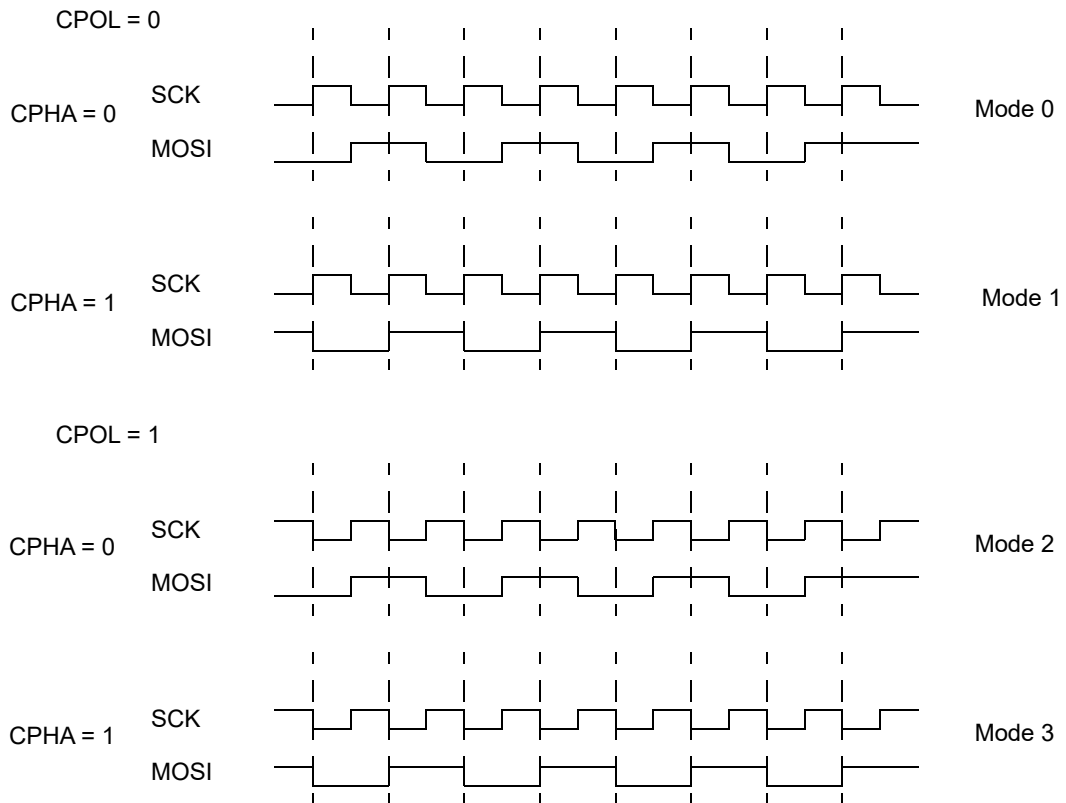 CPOL = 0
CPHA = 0
SCK
MOSI
Mode 0
CPHA = 1
SCK
MOSI
Mode 1
CPOL = 1
CPHA = 0
SCK
MOSI
Mode 2
CPHA = 1
SCK
MOSI
Mode 3